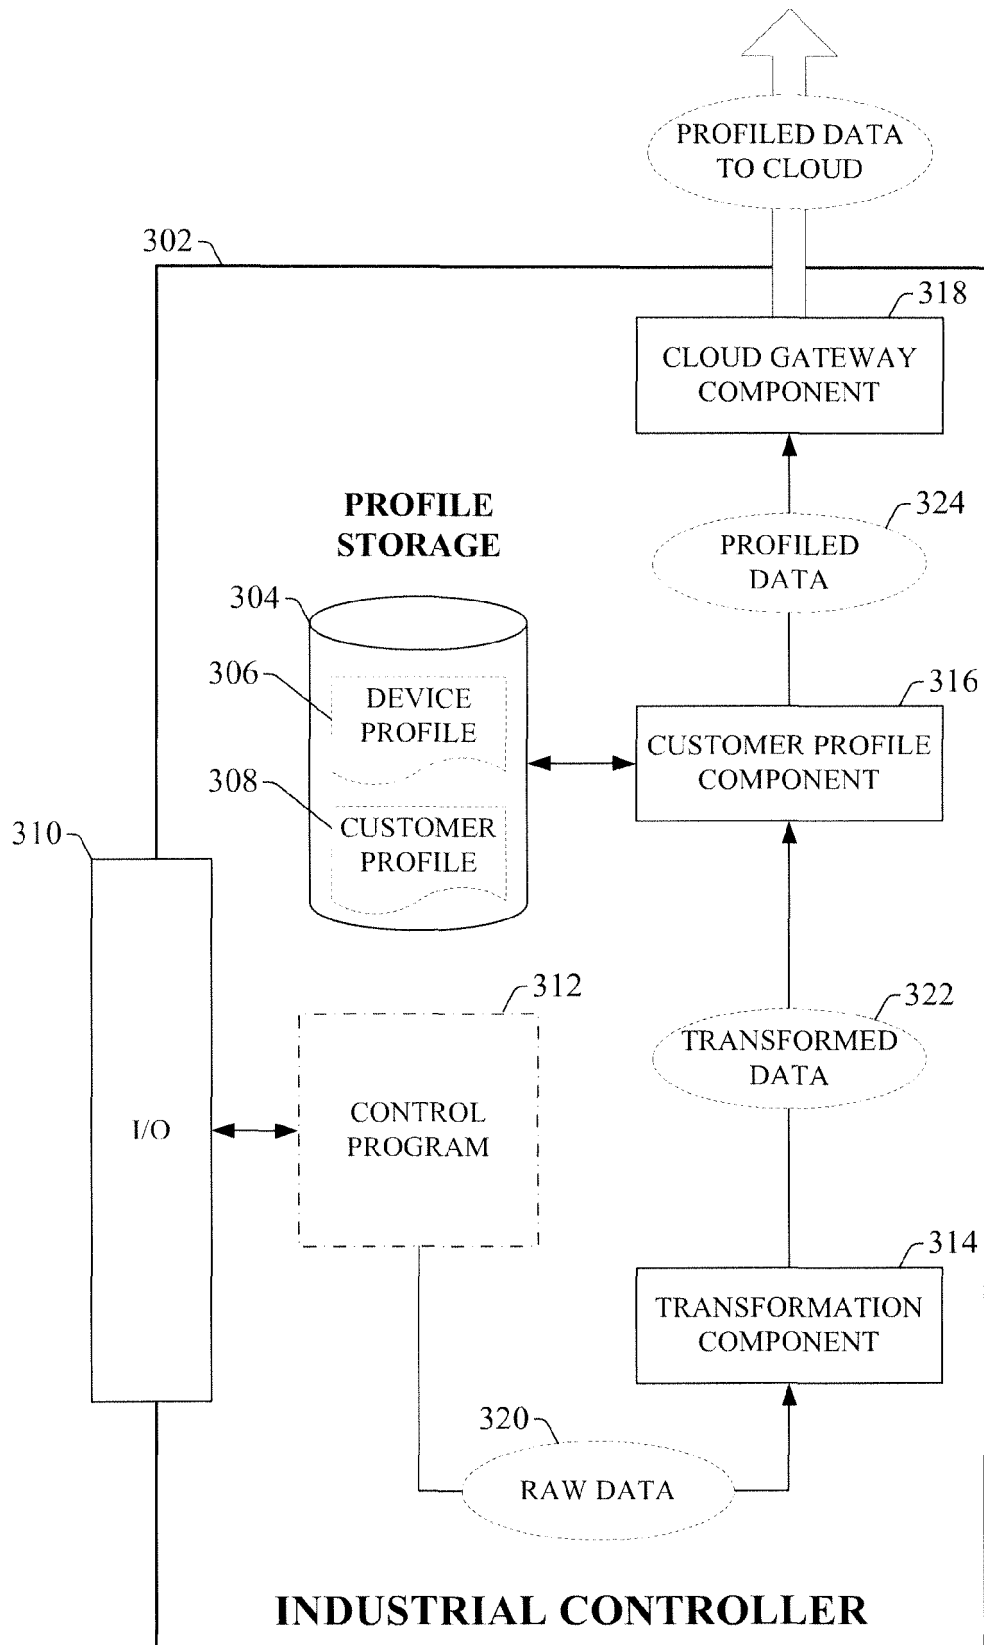 PROFILED DATA
TO CLOUD
302
318
CLOUD GATEWAY
COMPONENT
PROFILE
STORAGE
324
PROFILED
DATA
304
306
DEVICE
PROFILE
316
CUSTOMER PROFILE
COMPONENT
308
CUSTOMER
PROFILE
310
312
322
TRANSFORMED
DATA
I/O
CONTROL
PROGRAM
314
TRANSFORMATION
COMPONENT
320
RAW DATA
INDUSTRIAL CONTROLLER